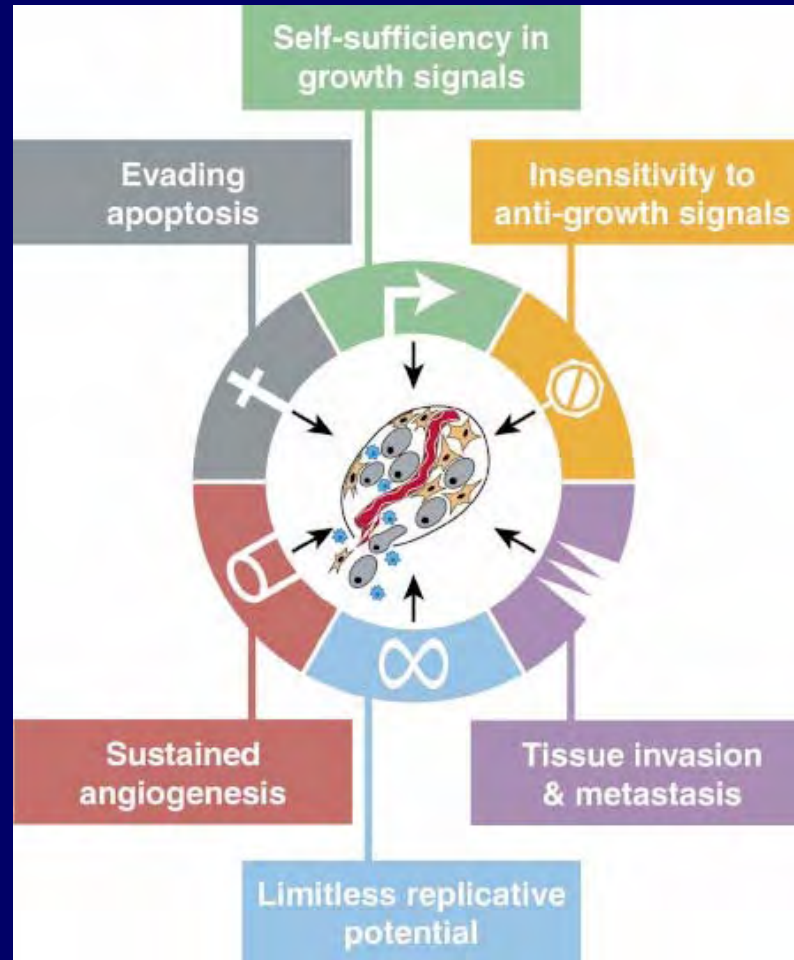 Self-sufficiency in
growth signals
Evading
apoptosis
Insensitivity to
anti-growth signals
Sustained
angiogenesis
Tissue invasion
& metastasis
Limitless replicative
potential